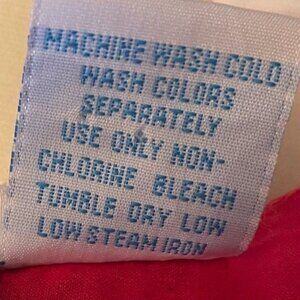 MACHINE WASH COLD
WASH COLORS
SEPARATELY
USE ONLY NON-
CHLORINE BLEACH
TUMBLE DRY LOW
LOW STEAM IRON